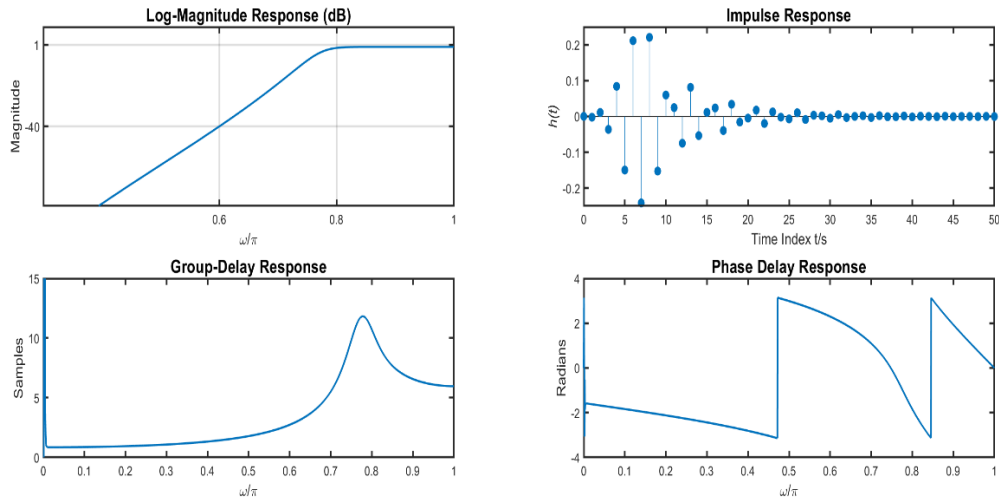 Log-Magnitude Response (dB)
Magnitude
1
-40
0.6 0.8 1
ω/π
Impulse Response
h(t)
0.2
0.1
0
-0.1
-0.2
0 5 10 15 20 25 30 35 40 45 50
Time Index t/s
Group-Delay Response
Samples
15
10
5
0
0 0.1 0.2 0.3 0.4 0.5 0.6 0.7 0.8 0.9 1
ω/π
Phase Delay Response
Radians
4
2
0
-2
-4
0 0.1 0.2 0.3 0.4 0.5 0.6 0.7 0.8 0.9 1
ω/π